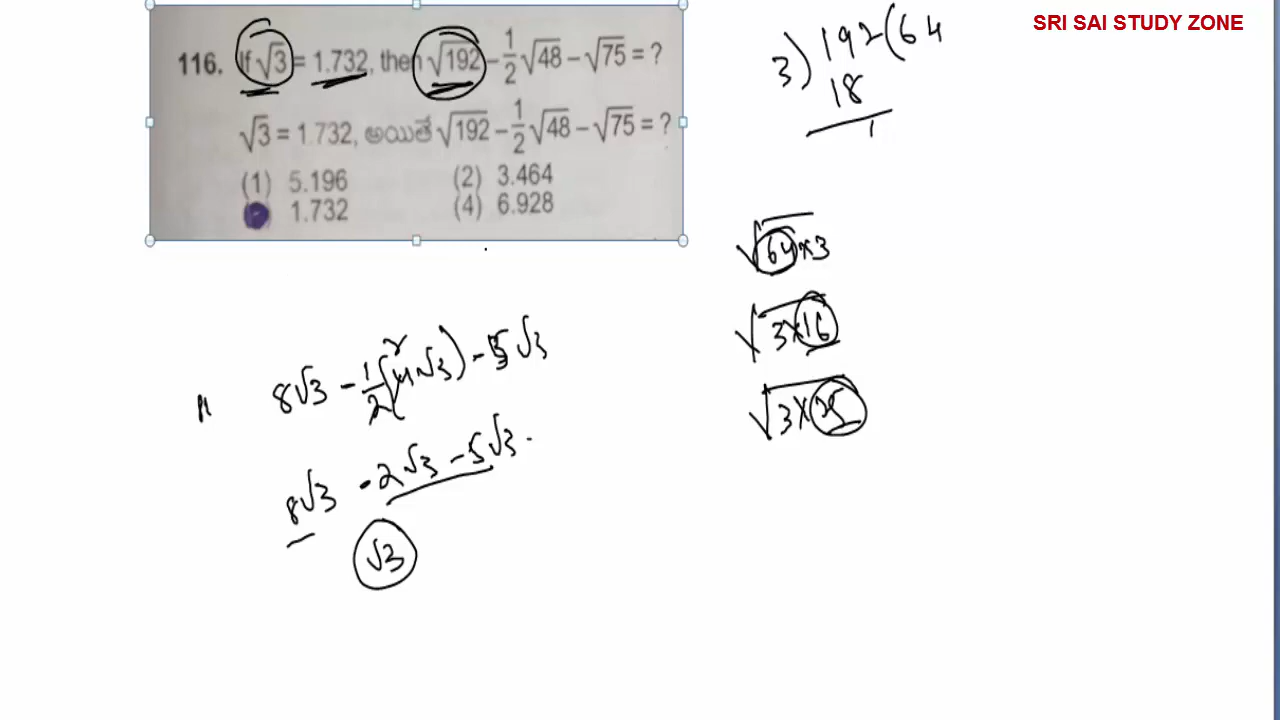 SRI SAI STUDY ZONE
116. If √3 = 1.732, then √192 − 1/2 √48 − √75 = ?
√3 = 1.732, అయితే √192 − 1/2 √48 − √75 = ?
(1) 5.196 (2) 3.464
1.732 (4) 6.928
3) 192 (64
18
1
√64×3
√3×16
√3×25
8√3 − 1/2 (4√3) − 5√3
2
8√3 − 2√3 − 5√3
√3